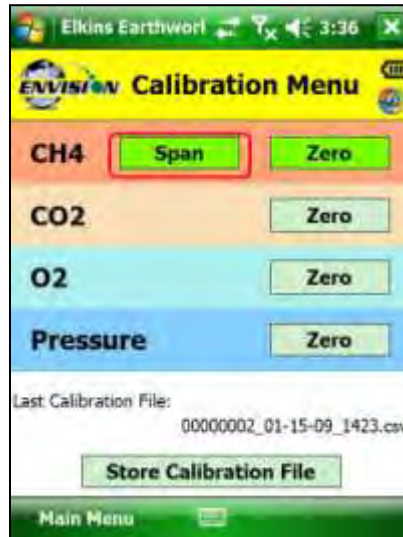 Elkins Earthworl 3:36
ENVISION Calibration Menu
CH4 Span Zero
CO2 Zero
O2 Zero
Pressure Zero
Last Calibration File:
00000002_01-15-09_1423.csv
Store Calibration File
Main Menu